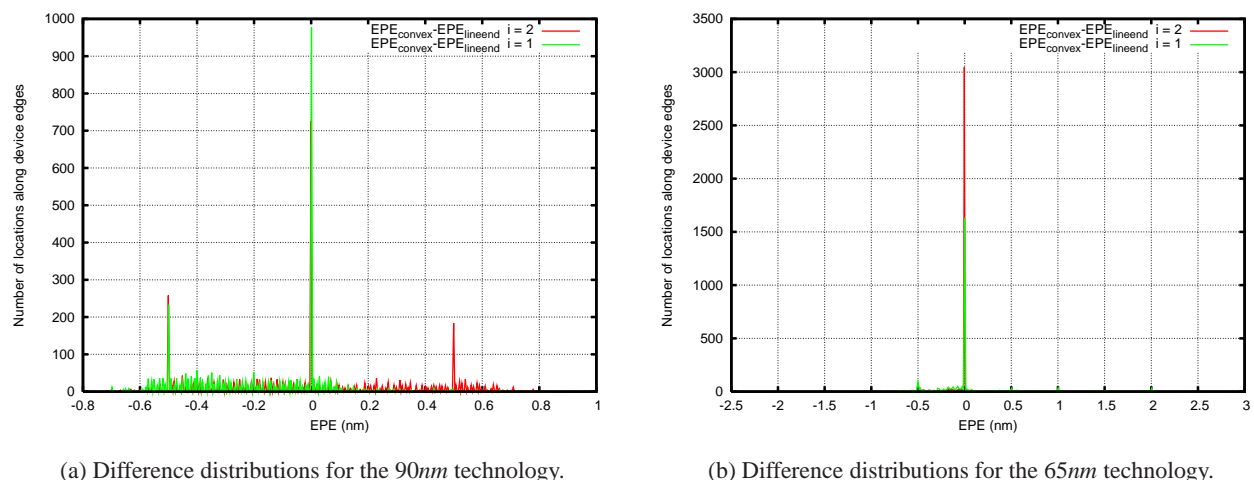 1000
900
800
700
600
500
400
300
200
100
0
-0.8 -0.6 -0.4 -0.2 0 0.2 0.4 0.6 0.8 1
Number of locations along device edges
EPE (nm)
EPEconvex-EPElineend i = 2
EPEconvex-EPElineend i = 1
(a) Difference distributions for the 90nm technology.
3500
3000
2500
2000
1500
1000
500
0
-2.5 -2 -1.5 -1 -0.5 0 0.5 1 1.5 2 2.5 3
Number of locations along device edges
EPE (nm)
EPEconvex-EPElineend i = 2
EPEconvex-EPElineend i = 1
(b) Difference distributions for the 65nm technology.